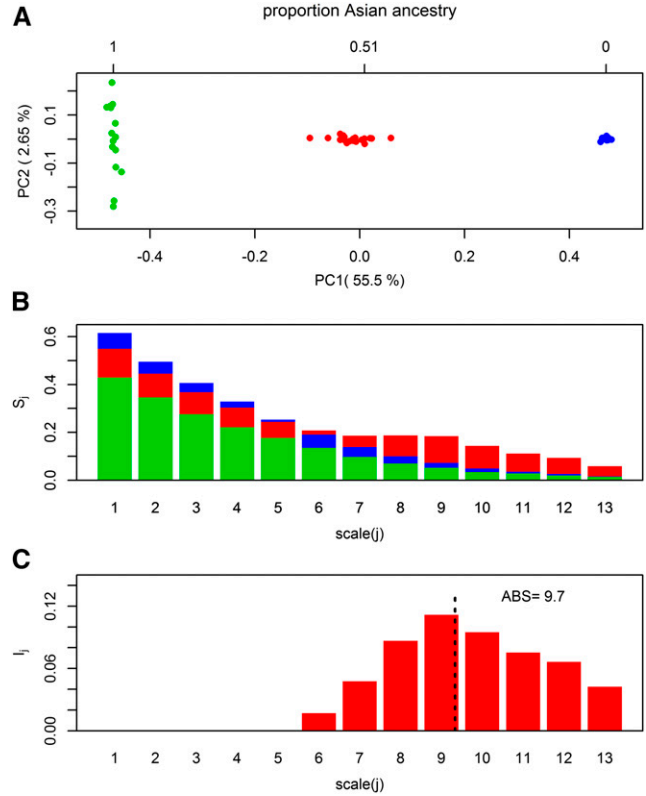 A
proportion Asian ancestry
1 0.51 0
PC2 ( 2.65 %)
0.1
-0.1
-0.3
-0.4 -0.2 0.0 0.2 0.4
PC1( 55.5 %)
B
Sj
0.6
0.4
0.2
0.0
1 2 3 4 5 6 7 8 9 10 11 12 13
scale(j)
C
Ij
0.12
0.06
0.00
ABS= 9.7
1 2 3 4 5 6 7 8 9 10 11 12 13
scale(j)